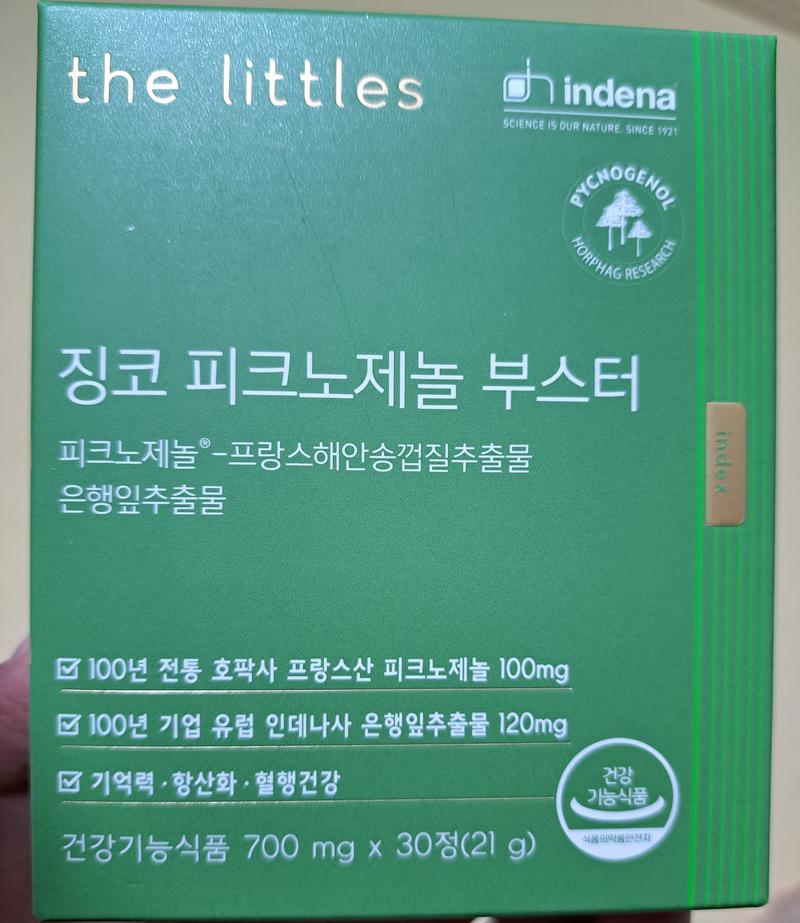 the littles
indena
SCIENCE IS OUR NATURE. SINCE 1921
PYCNOGENOL
HORPHAG RESEARCH
징코 피크노제놀 부스터
피크노제놀®-프랑스해안송껍질추출물
은행잎추출물
index
100년 전통 호팍사 프랑스산 피크노제놀 100mg
100년 기업 유럽 인데나사 은행잎추출물 120mg
기억력·항산화·혈행건강
건강
기능식품
식품의약품안전처
건강기능식품 700 mg x 30정(21 g)